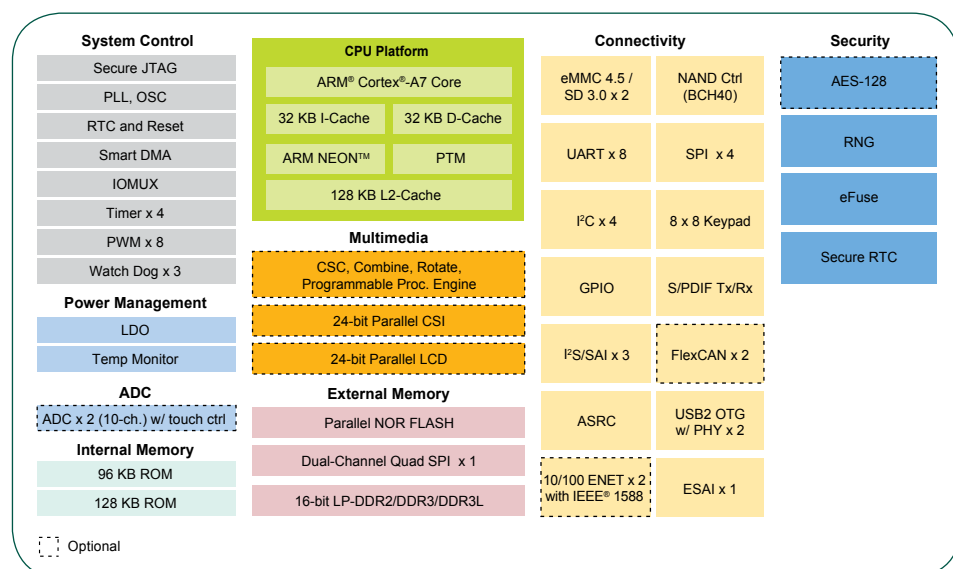 System Control
Secure JTAG
PLL, OSC
RTC and Reset
Smart DMA
IOMUX
Timer x 4
PWM x 8
Watch Dog x 3
Power Management
LDO
Temp Monitor
ADC
ADC x 2 (10-ch.) w/ touch ctrl
Internal Memory
96 KB ROM
128 KB ROM
Optional
CPU Platform
ARM® Cortex®-A7 Core
32 KB I-Cache
32 KB D-Cache
ARM NEON™
PTM
128 KB L2-Cache
Multimedia
CSC, Combine, Rotate,
Programmable Proc. Engine
24-bit Parallel CSI
24-bit Parallel LCD
External Memory
Parallel NOR FLASH
Dual-Channel Quad SPI x 1
16-bit LP-DDR2/DDR3/DDR3L
Connectivity
eMMC 4.5 /
SD 3.0 x 2
NAND Ctrl
(BCH40)
UART x 8
SPI x 4
I²C x 4
8 x 8 Keypad
GPIO
S/PDIF Tx/Rx
I²S/SAI x 3
FlexCAN x 2
ASRC
USB2 OTG
w/ PHY x 2
10/100 ENET x 2
with IEEE® 1588
ESAI x 1
Security
AES-128
RNG
eFuse
Secure RTC